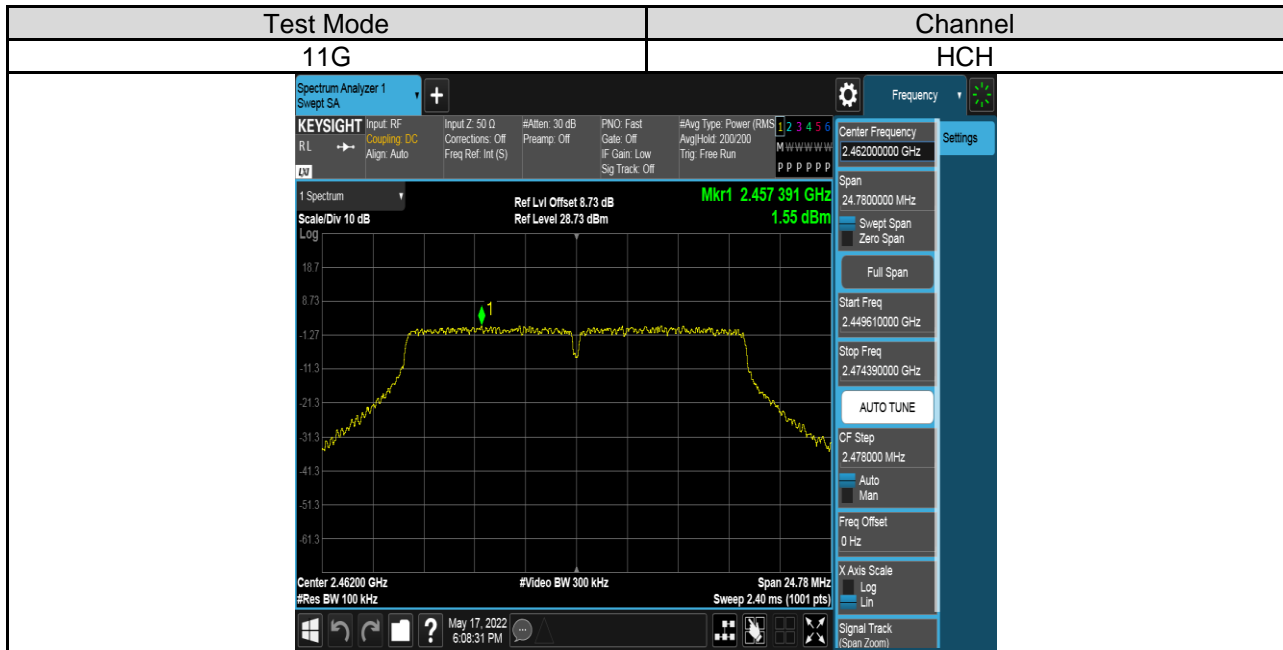 Test Mode Channel
11G HCH
Spectrum Analyzer 1
Swept SA
+
Frequency
KEYSIGHT
RL
LXI
Input: RF
Coupling: DC
Align: Auto
Input Z: 50 Ω
Corrections: Off
Freq Ref: Int (S)
#Atten: 30 dB
Preamp: Off
PNO: Fast
Gate: Off
IF Gain: Low
Sig Track: Off
#Avg Type: Power (RMS
Avg|Hold: 200/200
Trig: Free Run
1 2 3 4 5 6
M W W W W W
P P P P P P
1 Spectrum
Scale/Div 10 dB
Log
Ref Lvl Offset 8.73 dB
Ref Level 28.73 dBm
Mkr1 2.457 391 GHz
1.55 dBm
18.7
8.73
-1.27
-11.3
-21.3
-31.3
-41.3
-51.3
-61.3
1
Center 2.46200 GHz
#Res BW 100 kHz
#Video BW 300 kHz
Span 24.78 MHz
Sweep 2.40 ms (1001 pts)
Center Frequency
2.462000000 GHz
Settings
Span
24.7800000 MHz
Swept Span
Zero Span
Full Span
Start Freq
2.449610000 GHz
Stop Freq
2.474390000 GHz
AUTO TUNE
CF Step
2.478000 MHz
Auto
Man
Freq Offset
0 Hz
X Axis Scale
Log
Lin
Signal Track
(Span Zoom)
?
May 17, 2022
6:08:31 PM